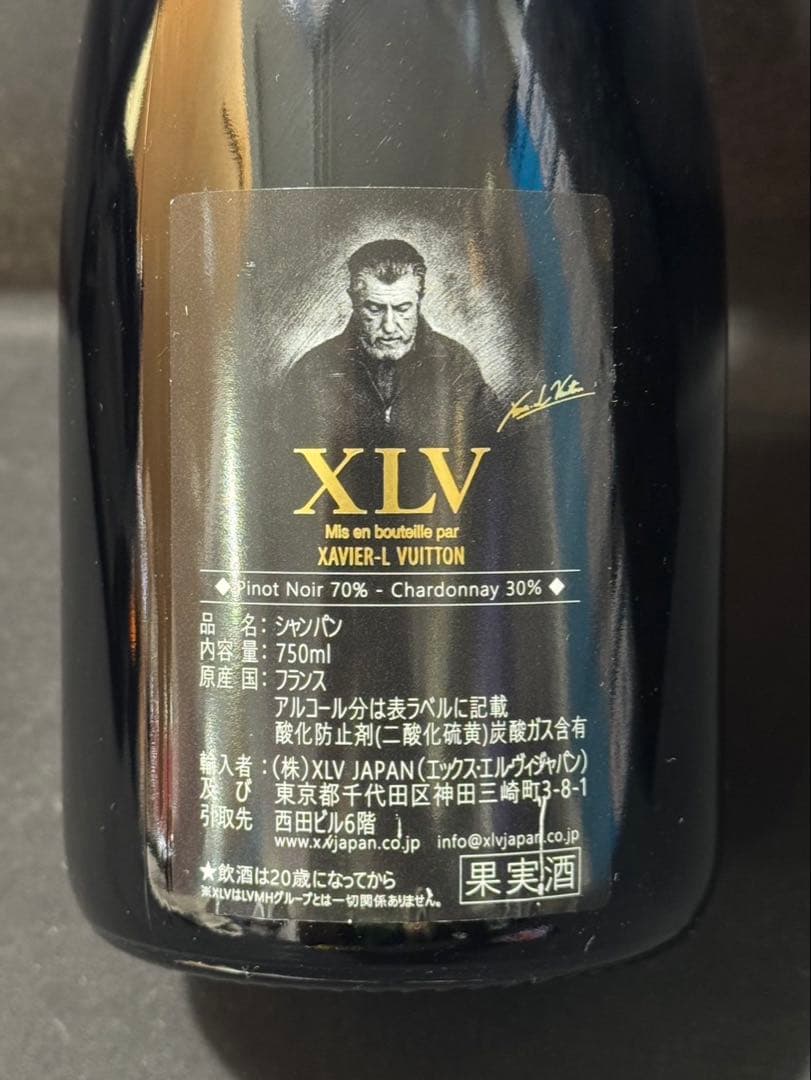 XLV
Mis en bouteille par
XAVIER-L VUITTON
◆Pinot Noir 70% - Chardonnay 30%◆
品　名：シャンパン
内容量：750ml
原産国：フランス
アルコール分は表ラベルに記載
酸化防止剤(二酸化硫黄)炭酸ガス含有
輸入者：(株)XLV JAPAN(エックス・エルヴィジャパン)
及　び　東京都千代田区神田三崎町3-8-1
引取先　西田ビル6階
www.xlvjapan.co.jp　info@xlvjapan.co.jp
★飲酒は20歳になってから
※XLVはLVMHグループとは一切関係ありません。
果実酒